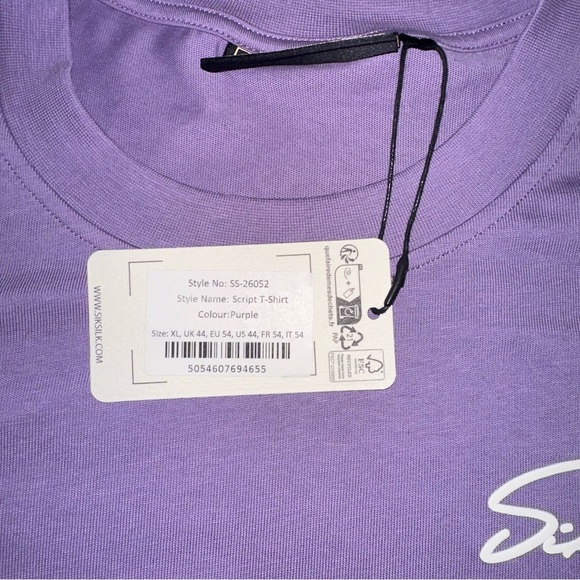 Style No: SS-26052
Style Name: Script T-Shirt
Colour:Purple
Size: XL, UK 44, EU 54, US 44, FR 54, IT 54
5054607694655
WWW.SIKSILK.COM
quefairedemesdechets.fr
FSC